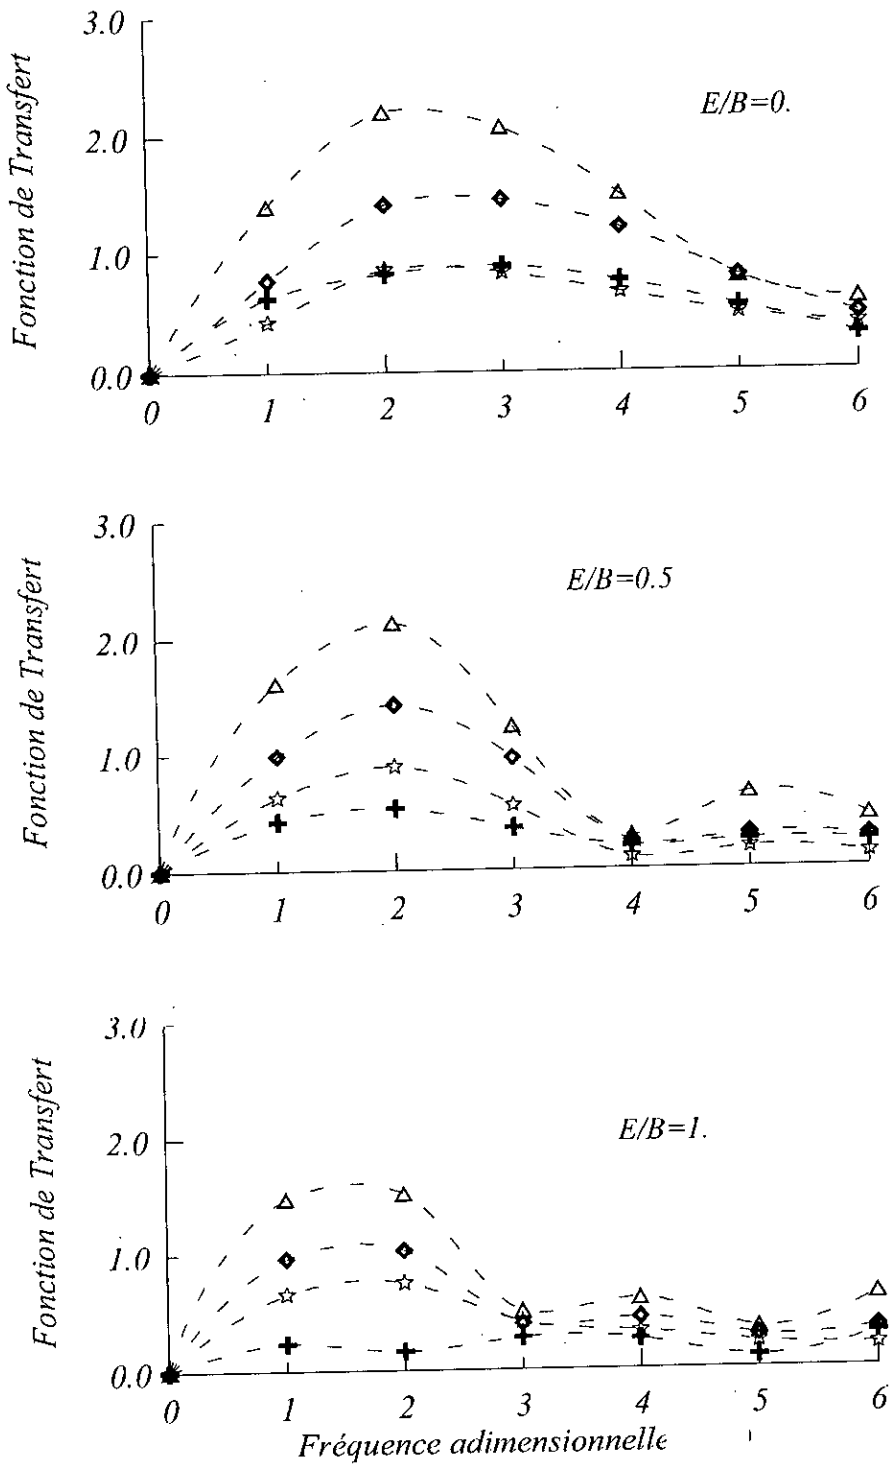 3.0
2.0
1.0
0.0
Fonction de Transfert
E/B=0.
0 1 2 3 4 5 6
3.0
2.0
1.0
0.0
Fonction de Transfert
E/B=0.5
0 1 2 3 4 5 6
3.0
2.0
1.0
0.0
Fonction de Transfert
E/B=1.
0 1 2 3 4 5 6
Fréquence adimensionnelle